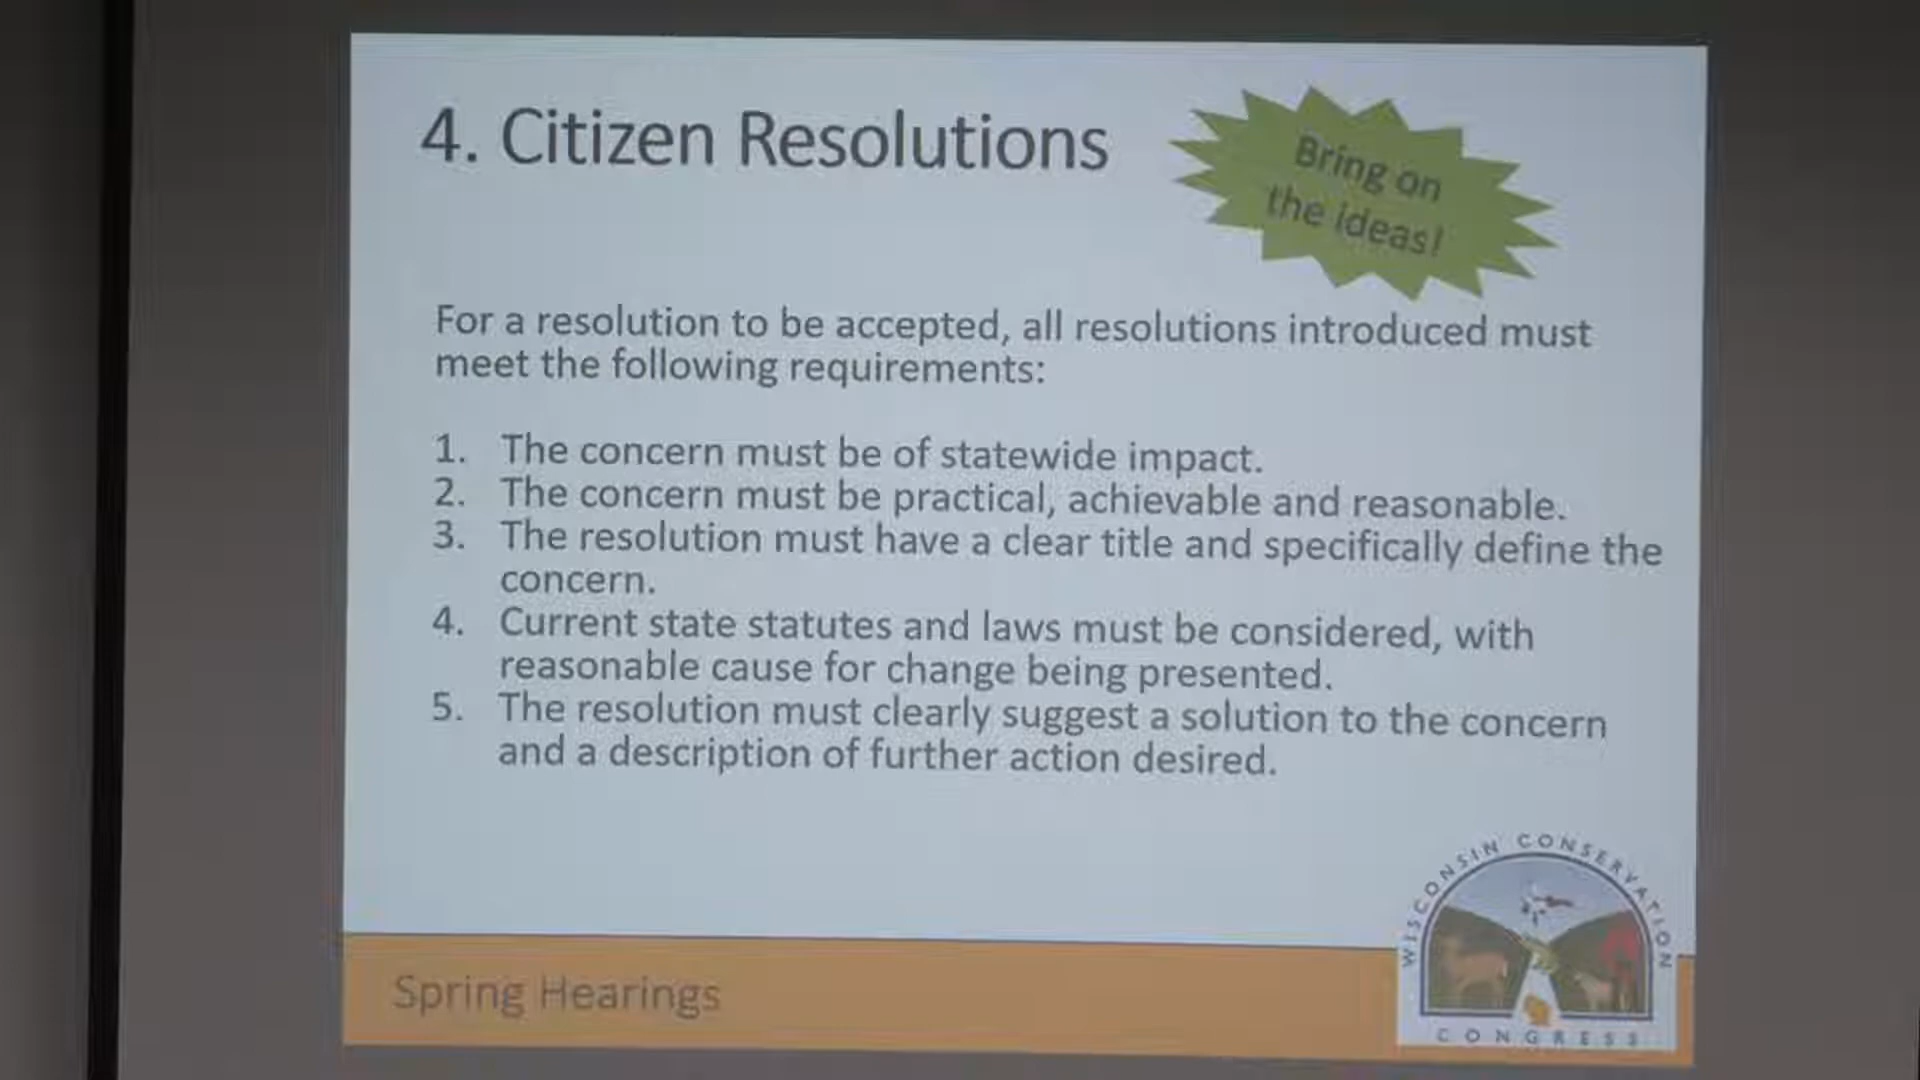 4. Citizen Resolutions
Bring on
the ideas!
For a resolution to be accepted, all resolutions introduced must
meet the following requirements:
1. The concern must be of statewide impact.
2. The concern must be practical, achievable and reasonable.
3. The resolution must have a clear title and specifically define the
concern.
4. Current state statutes and laws must be considered, with
reasonable cause for change being presented.
5. The resolution must clearly suggest a solution to the concern
and a description of further action desired.
WISCONSIN CONSERVATION
CONGRESS
Spring Hearings